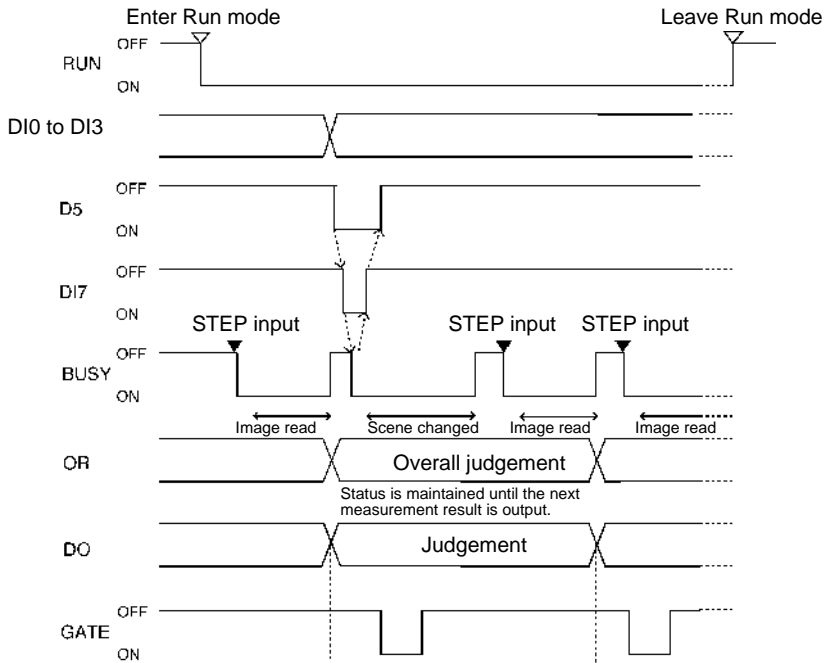 Enter Run mode
Leave Run mode
OFF
RUN
ON
DI0 to DI3
OFF
D5
ON
OFF
DI7
ON
STEP input
STEP input
STEP input
OFF
BUSY
ON
Image read
Scene changed
Image read
Image read
OR
Overall judgement
Status is maintained until the next
measurement result is output.
DO
Judgement
OFF
GATE
ON